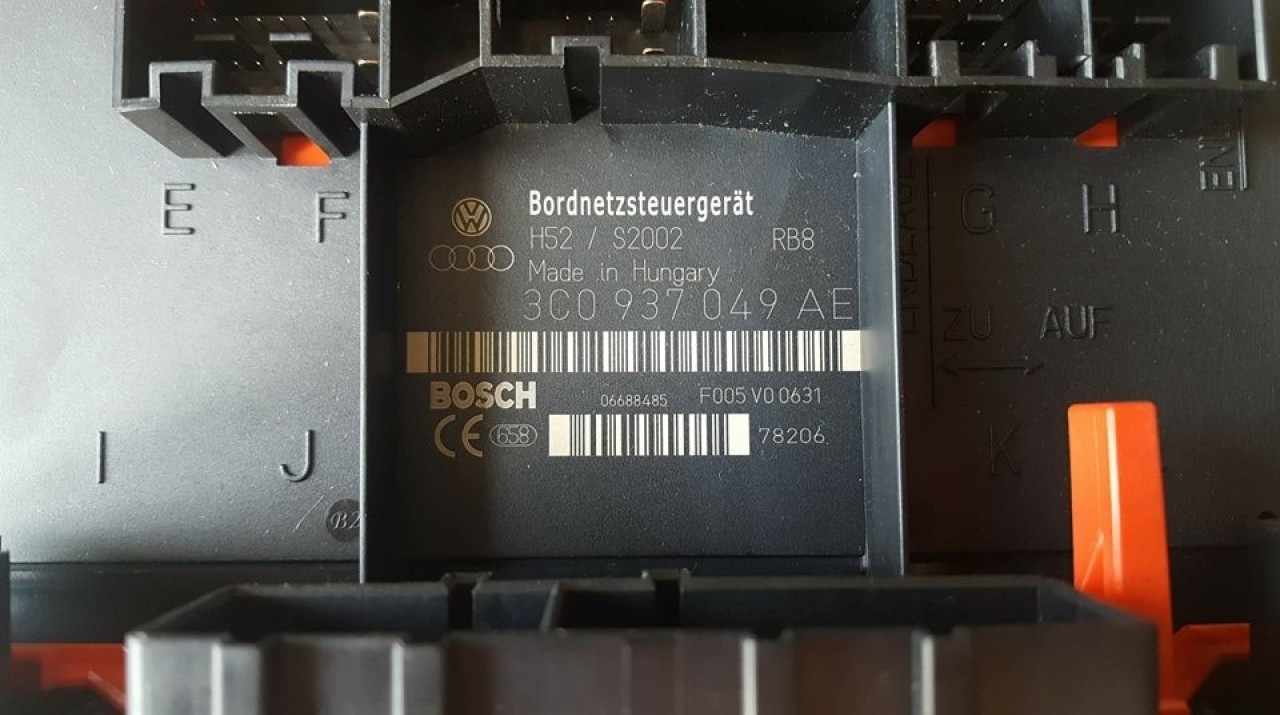 E F
Bordnetzsteuergerät
H52 / S2002 RB8
Made in Hungary
3C0 937 049 AE
BOSCH 06688485 F005 V0 0631
CE 658 78206
G H
ZU AUF
I J
K
B2